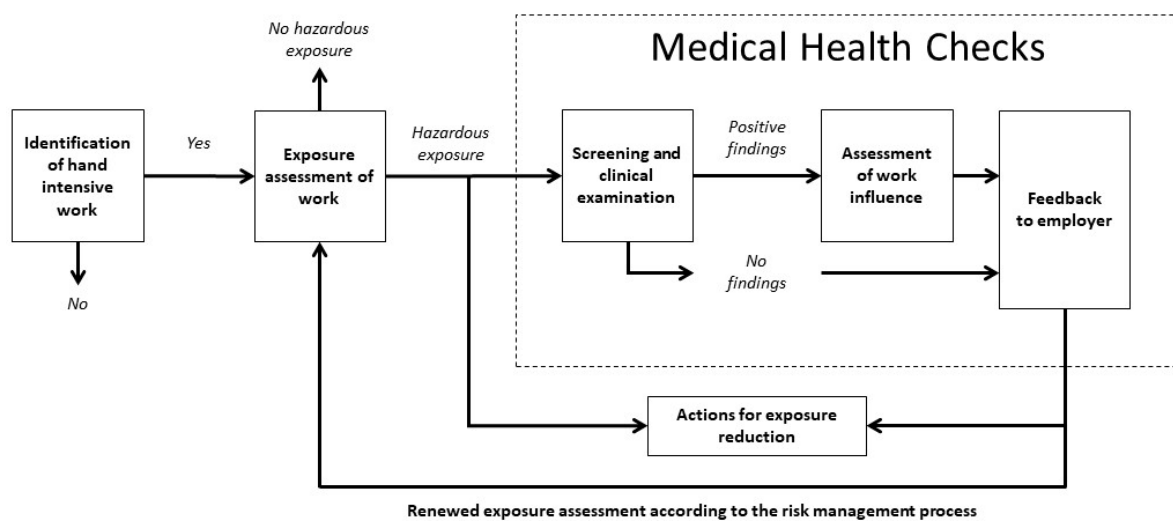 No hazardous
exposure
Medical Health Checks
Identification
of hand
intensive
work
Yes
Exposure
assessment of
work
Hazardous
exposure
Screening and
clinical
examination
Positive
findings
Assessment
of work
influence
Feedback
to employer
No
No
findings
Actions for exposure
reduction
Renewed exposure assessment according to the risk management process